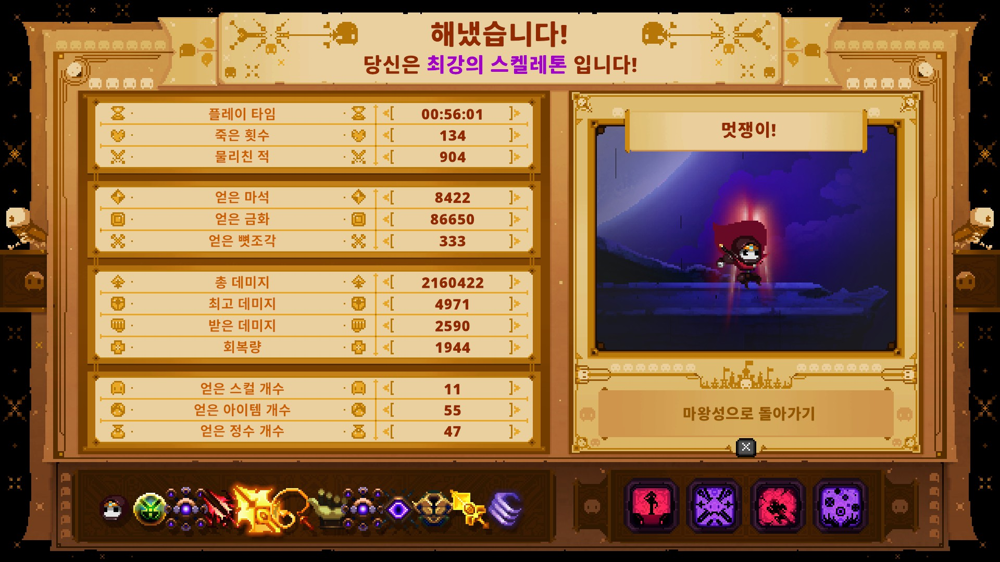 해냈습니다!
당신은 최강의 스켈레톤 입니다!
플레이 타임 00:56:01
죽은 횟수 134
물리친 적 904
얻은 마석 8422
얻은 금화 86650
얻은 뼛조각 333
총 데미지 2160422
최고 데미지 4971
받은 데미지 2590
회복량 1944
얻은 스컬 개수 11
얻은 아이템 개수 55
얻은 정수 개수 47
멋쟁이!
마왕성으로 돌아가기
X